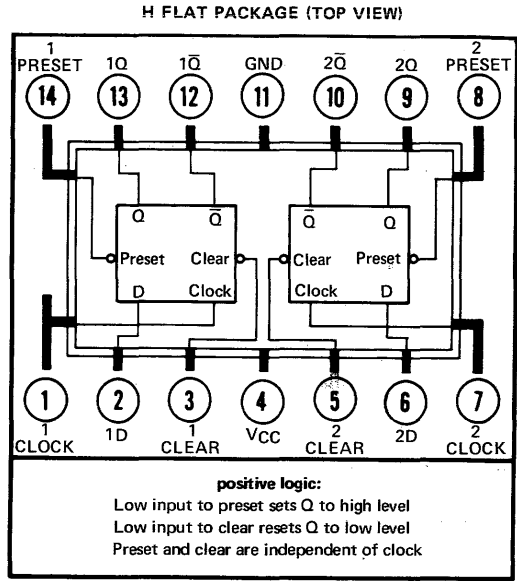 H FLAT PACKAGE (TOP VIEW)
1 PRESET 1Q 1Q̅ GND 2Q̅ 2Q 2 PRESET
14 13 12 11 10 9 8
Q Q̅ Q̅ Q
Preset Clear Clear Preset
D Clock Clock D
1 2 3 4 5 6 7
1 CLOCK 1D 1 CLEAR VCC 2 CLEAR 2D 2 CLOCK
positive logic:
Low input to preset sets Q to high level
Low input to clear resets Q to low level
Preset and clear are independent of clock